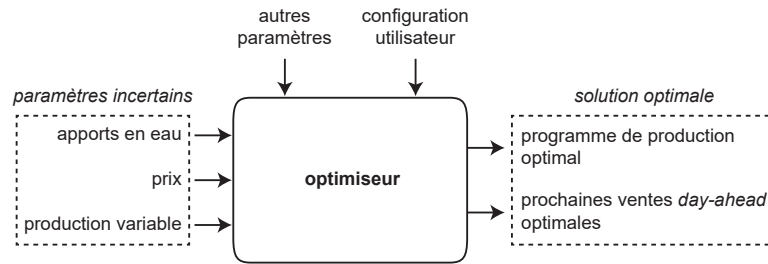 autres
paramètres
configuration
utilisateur
paramètres incertains
apports en eau
prix
production variable
optimiseur
solution optimale
programme de production
optimal
prochaines ventes day-ahead
optimales